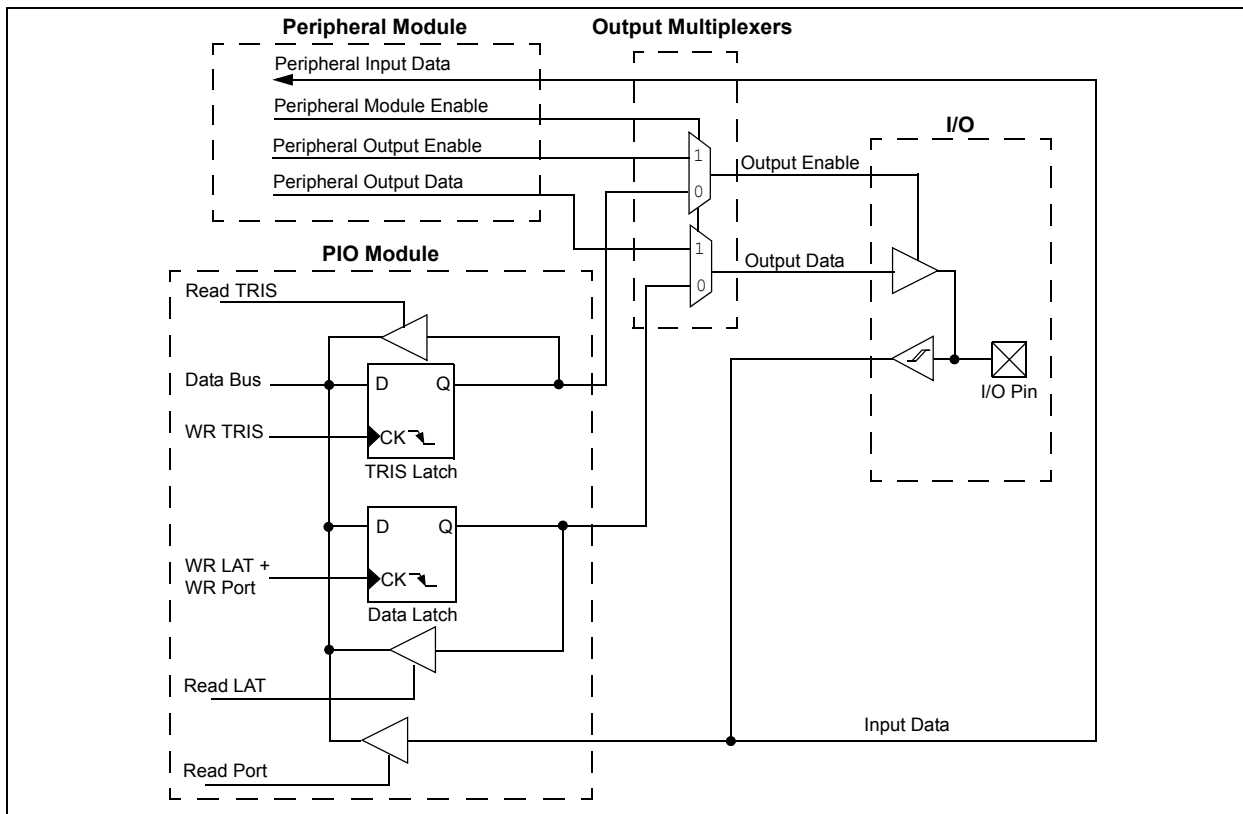 Peripheral Module
Output Multiplexers
Peripheral Input Data
Peripheral Module Enable
Peripheral Output Enable
Peripheral Output Data
1
0
1
0
Output Enable
Output Data
I/O
I/O Pin
PIO Module
Read TRIS
Data Bus
D
Q
WR TRIS
CK
TRIS Latch
D
Q
WR LAT +
WR Port
CK
Data Latch
Read LAT
Read Port
Input Data